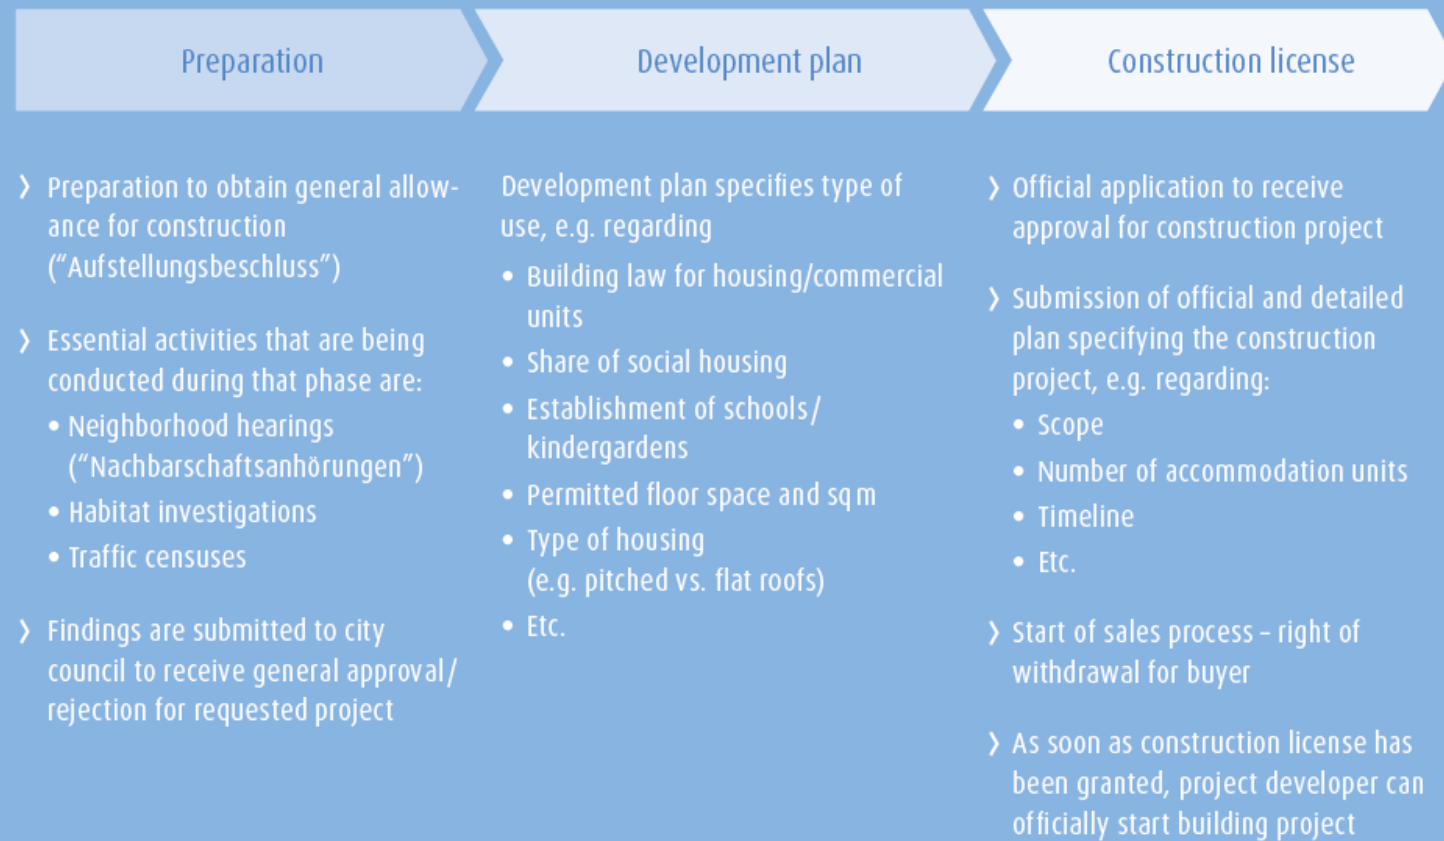 Preparation
Development plan
Construction license
› Preparation to obtain general allow-
ance for construction
(“Aufstellungsbeschluss”)
› Essential activities that are being
conducted during that phase are:
• Neighborhood hearings
(“Nachbarschaftsanhörungen”)
• Habitat investigations
• Traffic censuses
› Findings are submitted to city
council to receive general approval/
rejection for requested project
Development plan specifies type of
use, e.g. regarding
• Building law for housing/commercial
units
• Share of social housing
• Establishment of schools/
kindergardens
• Permitted floor space and sq m
• Type of housing
(e.g. pitched vs. flat roofs)
• Etc.
› Official application to receive
approval for construction project
› Submission of official and detailed
plan specifying the construction
project, e.g. regarding:
• Scope
• Number of accommodation units
• Timeline
• Etc.
› Start of sales process – right of
withdrawal for buyer
› As soon as construction license has
been granted, project developer can
officially start building project